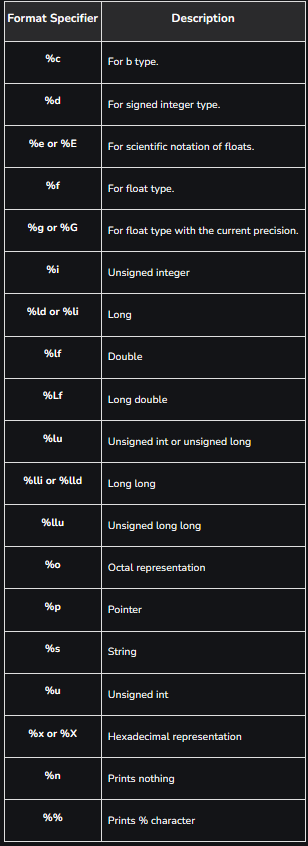 Format Specifier Description
%c For b type.
%d For signed integer type.
%e or %E For scientific notation of floats.
%f For float type.
%g or %G For float type with the current precision.
%i Unsigned integer
%ld or %li Long
%lf Double
%Lf Long double
%lu Unsigned int or unsigned long
%lli or %lld Long long
%llu Unsigned long long
%o Octal representation
%p Pointer
%s String
%u Unsigned int
%x or %X Hexadecimal representation
%n Prints nothing
%% Prints % character